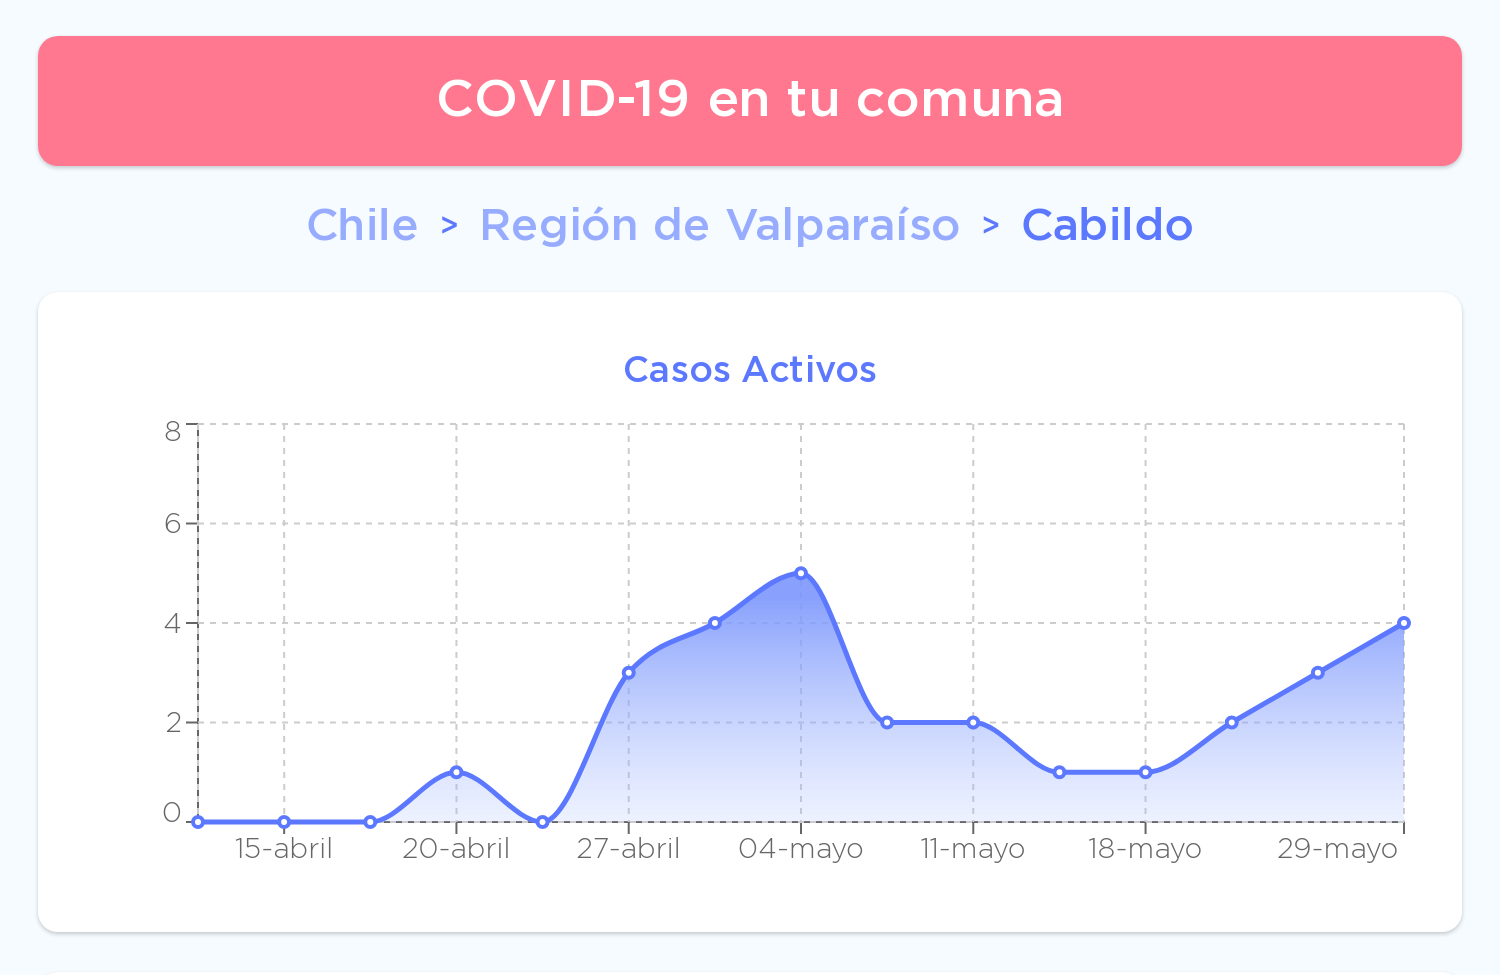 COVID-19 en tu comuna
Chile > Región de Valparaíso > Cabildo
Casos Activos
8
6
4
2
0
15-abril 20-abril 27-abril 04-mayo 11-mayo 18-mayo 29-mayo